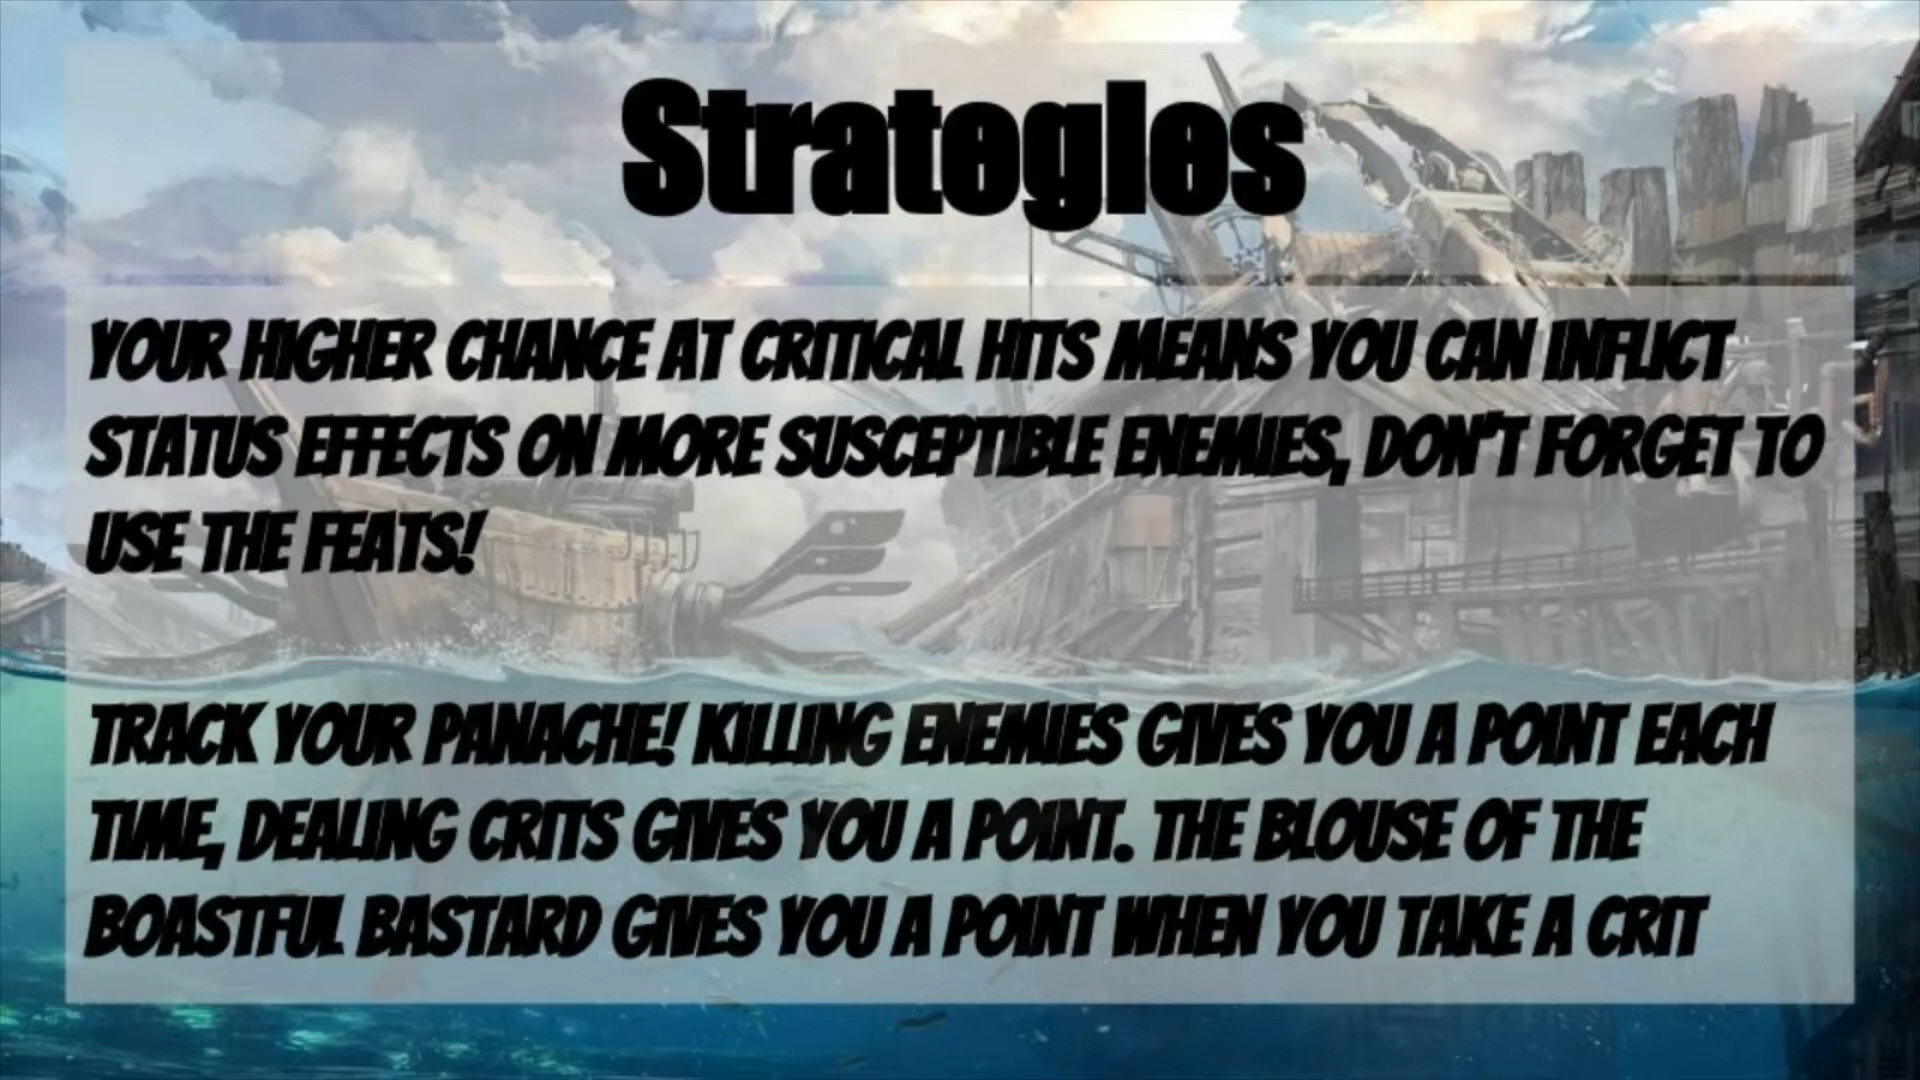 Strategies
YOUR HIGHER CHANCE AT CRITICAL HITS MEANS YOU CAN INFLICT
STATUS EFFECTS ON MORE SUSCEPTIBLE ENEMIES, DON'T FORGET TO
USE THE FEATS!
TRACK YOUR PANACHE! KILLING ENEMIES GIVES YOU A POINT EACH
TIME, DEALING CRITS GIVES YOU A POINT. THE BLOUSE OF THE
BOASTFUL BASTARD GIVES YOU A POINT WHEN YOU TAKE A CRIT